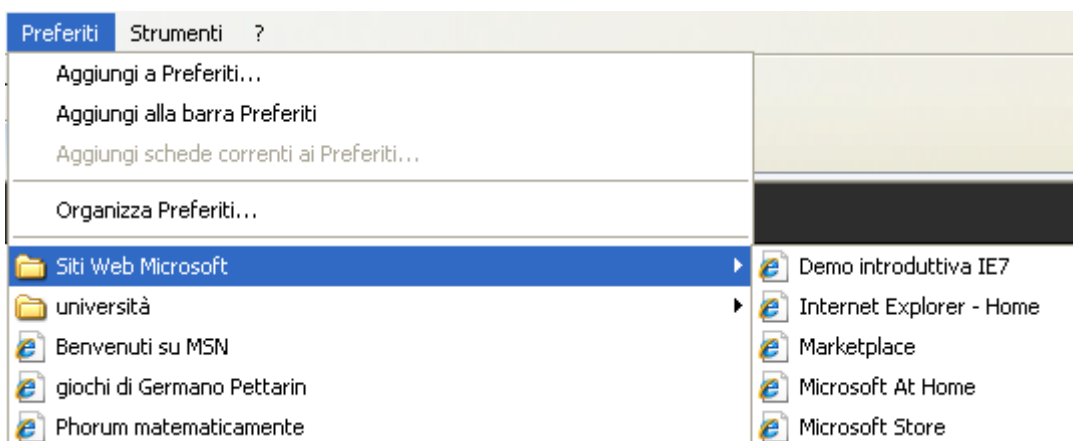 Preferiti Strumenti ?
Aggiungi a Preferiti...
Aggiungi alla barra Preferiti
Aggiungi schede correnti ai Preferiti...
Organizza Preferiti...
Siti Web Microsoft
università
Benvenuti su MSN
giochi di Germano Pettarin
Phorum matematicamente
Demo introduttiva IE7
Internet Explorer - Home
Marketplace
Microsoft At Home
Microsoft Store